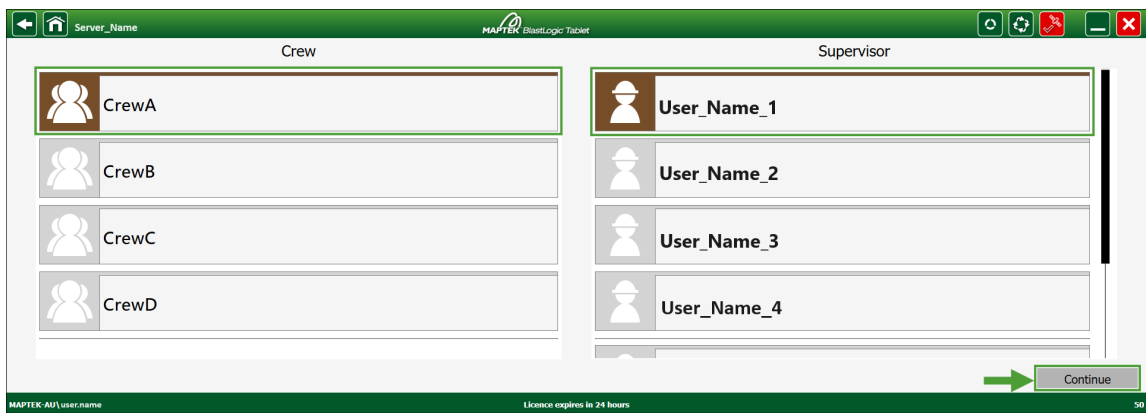 Server_Name
MAPTEK BlastLogic Tablet
Crew
Supervisor
CrewA
User_Name_1
CrewB
User_Name_2
CrewC
User_Name_3
CrewD
User_Name_4
Continue
MAPTEK-AU\user.name
Licence expires in 24 hours
50